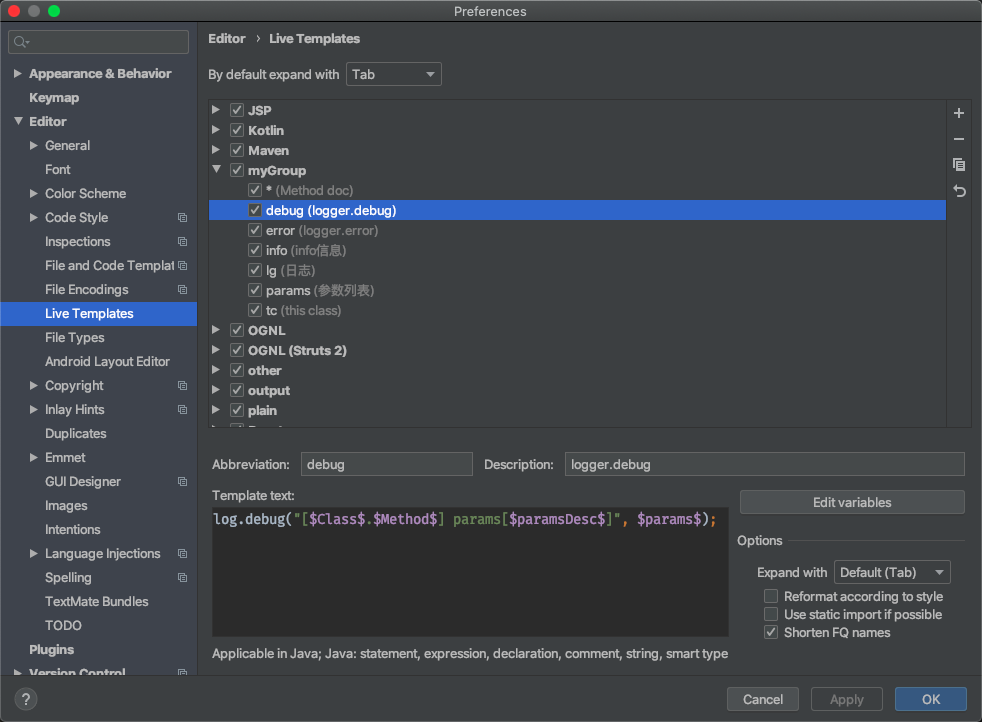 Preferences
Appearance & Behavior
Keymap
Editor
General
Font
Color Scheme
Code Style
Inspections
File and Code Templat
File Encodings
Live Templates
File Types
Android Layout Editor
Copyright
Inlay Hints
Duplicates
Emmet
GUI Designer
Images
Intentions
Language Injections
Spelling
TextMate Bundles
TODO
Plugins
Version Control
Editor › Live Templates
By default expand with Tab
JSP
Kotlin
Maven
myGroup
* (Method doc)
debug (logger.debug)
error (logger.error)
info (info信息)
lg (日志)
params (参数列表)
tc (this class)
OGNL
OGNL (Struts 2)
other
output
plain
Abbreviation: debug Description: logger.debug
Template text:
log.debug("[$Class$.$Method$] params[$paramsDesc$]", $params$);
Edit variables
Options
Expand with Default (Tab)
Reformat according to style
Use static import if possible
Shorten FQ names
Applicable in Java; Java: statement, expression, declaration, comment, string, smart type
? Cancel Apply OK